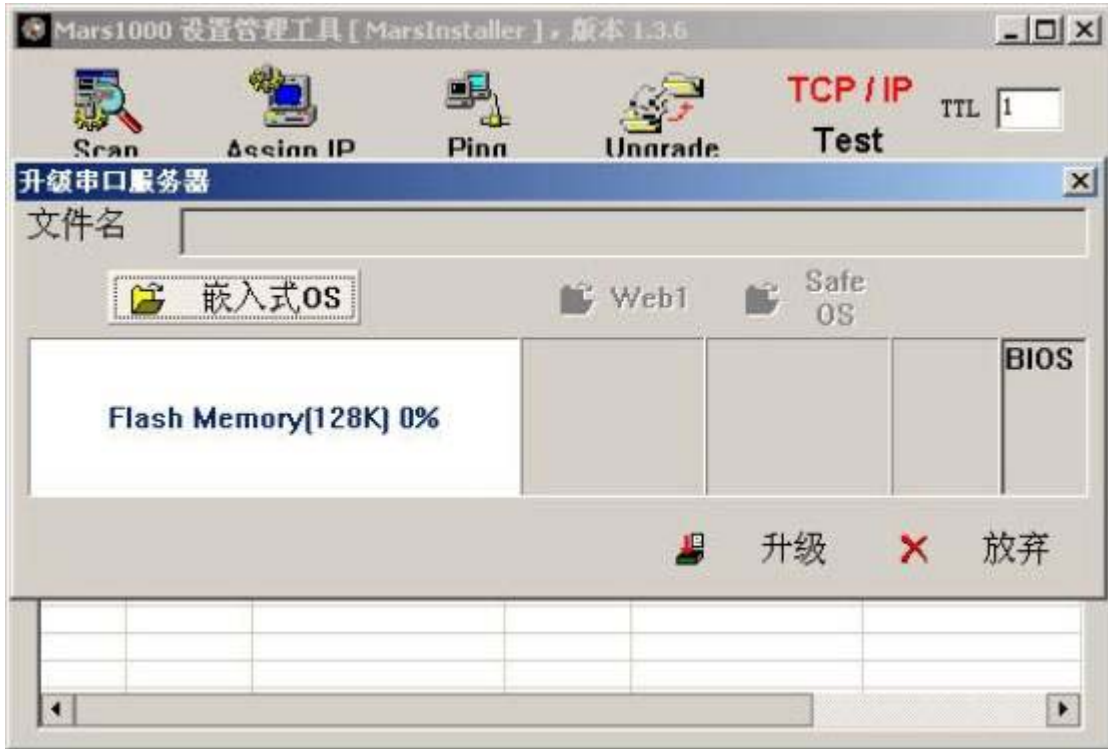 Mars1000 设置管理工具 [ MarsInstaller ]，版本 1.3.6
Scan Assign IP Ping Upgrade TCP / IP Test TTL 1
升级串口服务器
文件名
嵌入式OS Web1 Safe OS
Flash Memory(128K) 0% BIOS
升级 放弃